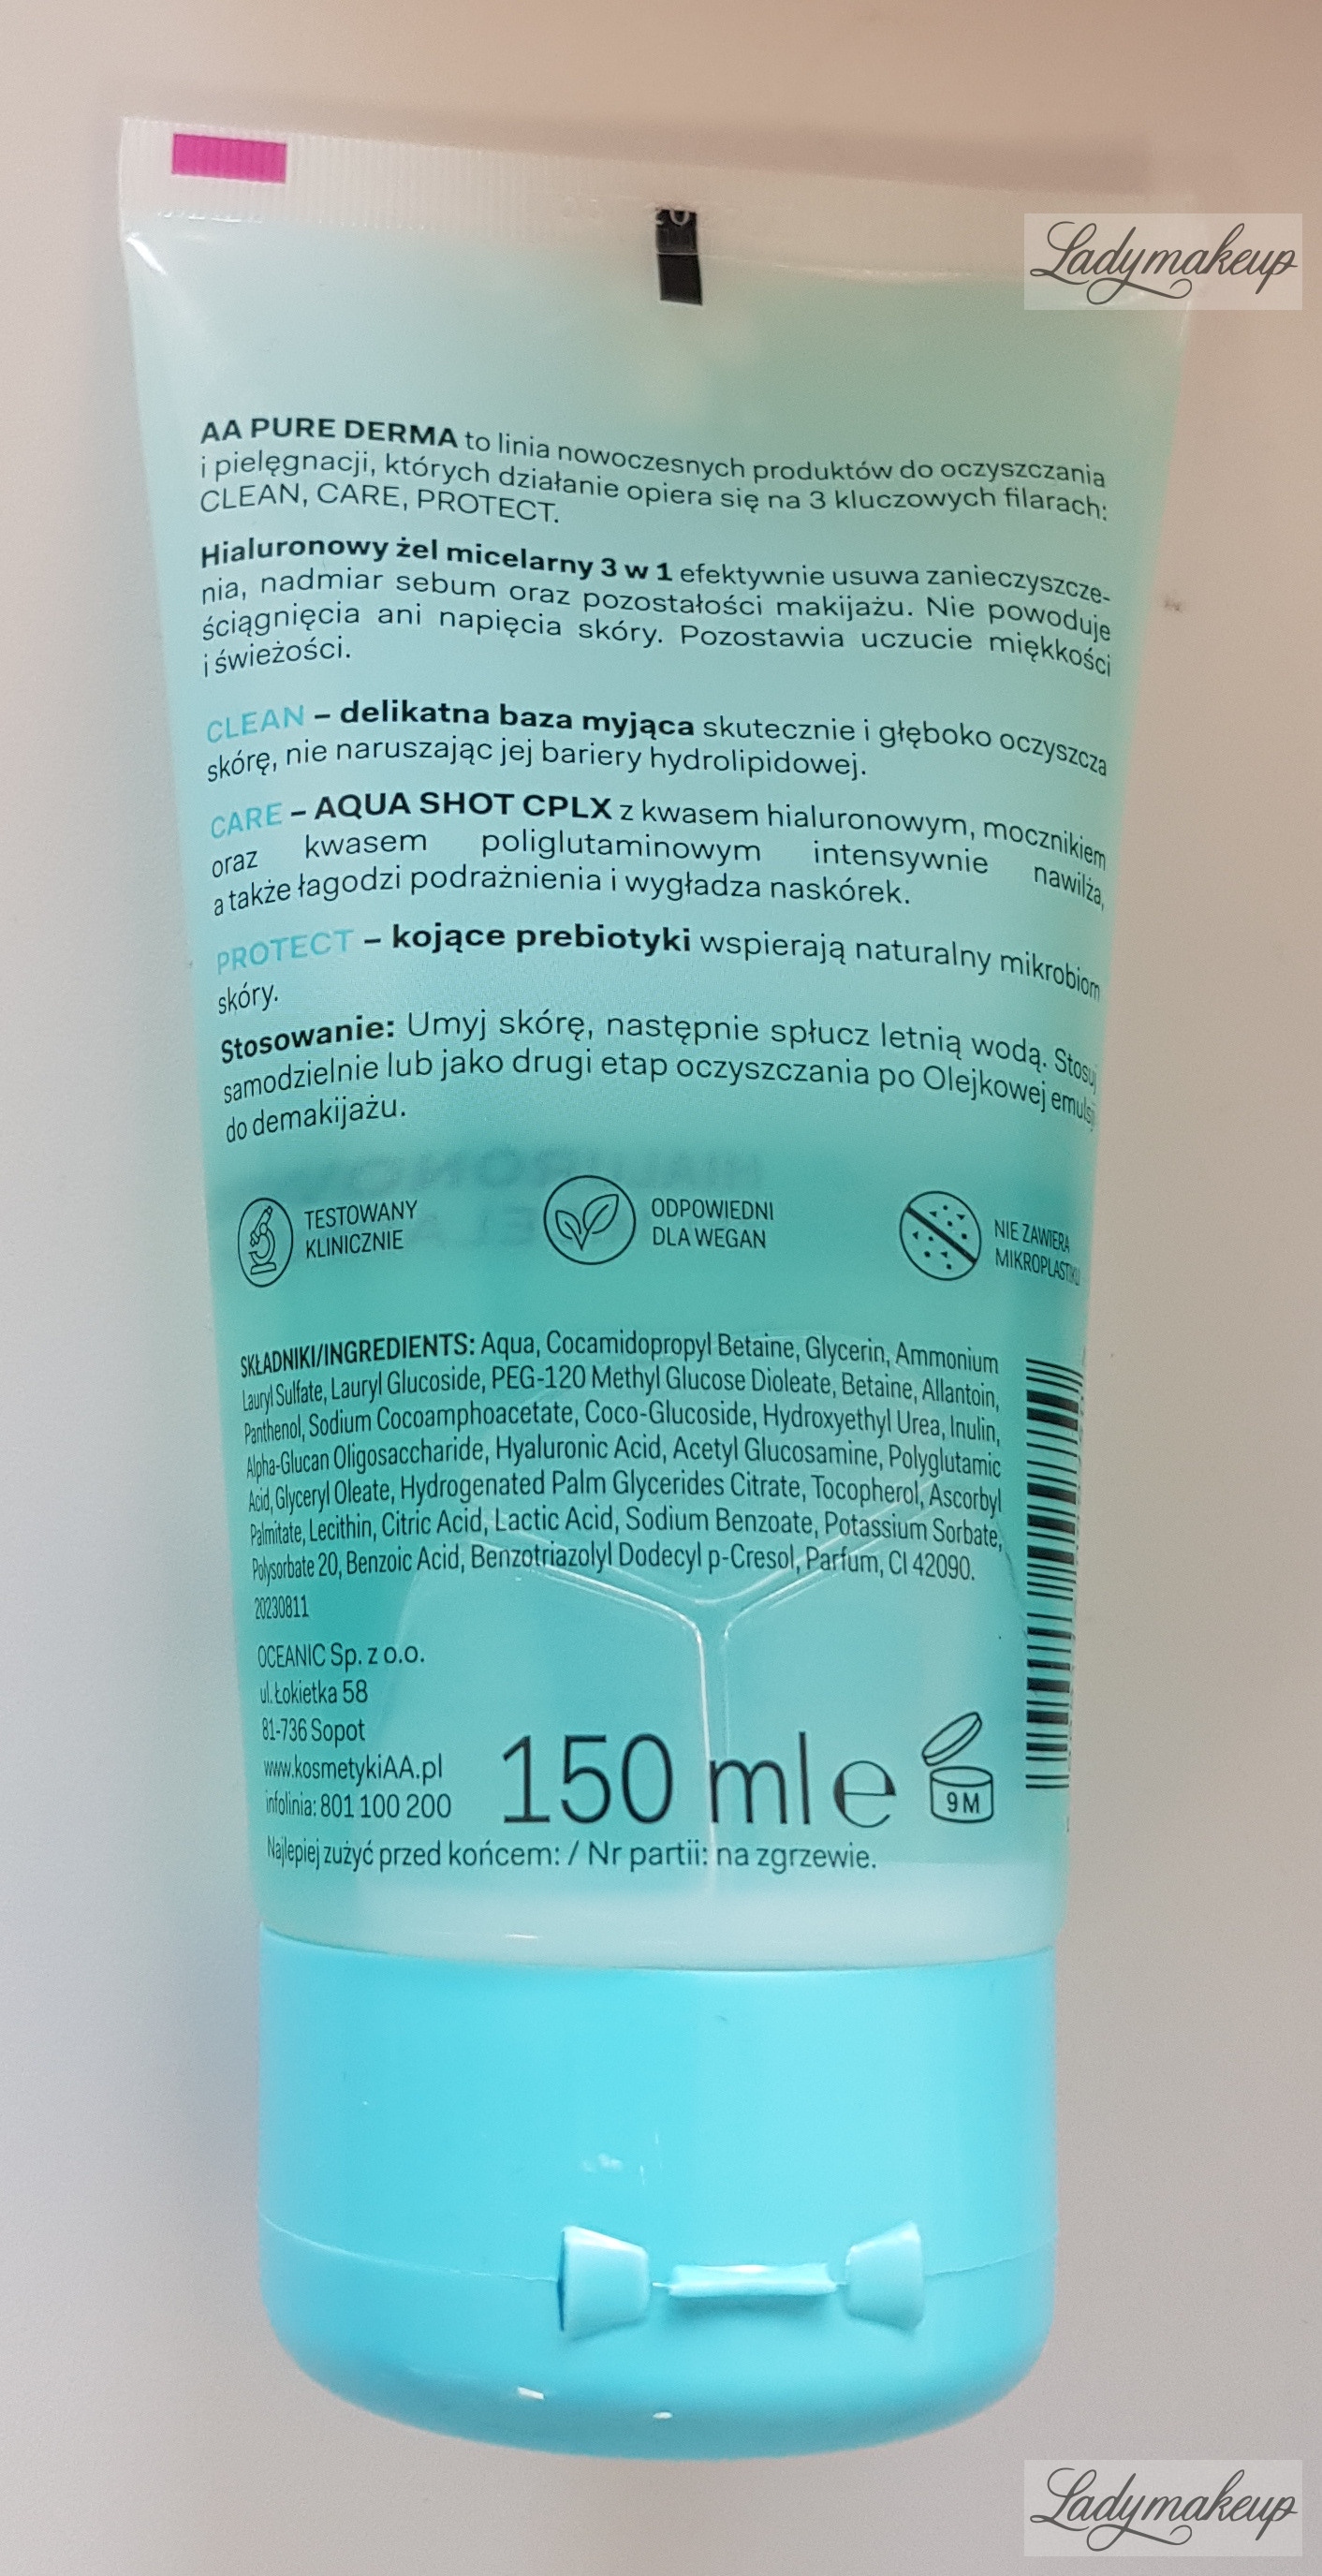 Ladymakeup
AA PURE DERMA to linia nowoczesnych produktów do oczyszczania
i pielęgnacji, których działanie opiera się na 3 kluczowych filarach:
CLEAN, CARE, PROTECT.
Hialuronowy żel micelarny 3 w 1 efektywnie usuwa zanieczyszcze-
nia, nadmiar sebum oraz pozostałości makijażu. Nie powoduje
ściągnięcia ani napięcia skóry. Pozostawia uczucie miękkości
i świeżości.
CLEAN – delikatna baza myjąca skutecznie i głęboko oczyszcza
skórę, nie naruszając jej bariery hydrolipidowej.
CARE – AQUA SHOT CPLX z kwasem hialuronowym, mocznikiem
oraz kwasem poliglutaminowym intensywnie nawilża,
a także łagodzi podrażnienia i wygładza naskórek.
PROTECT – kojące prebiotyki wspierają naturalny mikrobiom
skóry.
Stosowanie: Umyj skórę, następnie spłucz letnią wodą. Stosuj
samodzielnie lub jako drugi etap oczyszczania po Olejkowej emulsji
do demakijażu.
TESTOWANY
KLINICZNIE
ODPOWIEDNI
DLA WEGAN
NIE ZAWIERA
MIKROPLASTIKU
SKŁADNIKI/INGREDIENTS: Aqua, Cocamidopropyl Betaine, Glycerin, Ammonium
Lauryl Sulfate, Lauryl Glucoside, PEG-120 Methyl Glucose Dioleate, Betaine, Allantoin,
Panthenol, Sodium Cocoamphoacetate, Coco-Glucoside, Hydroxyethyl Urea, Inulin,
Alpha-Glucan Oligosaccharide, Hyaluronic Acid, Acetyl Glucosamine, Polyglutamic
Acid, Glyceryl Oleate, Hydrogenated Palm Glycerides Citrate, Tocopherol, Ascorbyl
Palmitate, Lecithin, Citric Acid, Lactic Acid, Sodium Benzoate, Potassium Sorbate,
Polysorbate 20, Benzoic Acid, Benzotriazolyl Dodecyl p-Cresol, Parfum, CI 42090.
20230811
OCEANIC Sp. z o.o.
ul. Łokietka 58
81-736 Sopot
www.kosmetykiAA.pl
infolinia: 801 100 200
150 ml e
9 M
Najlepiej zużyć przed końcem: / Nr partii: na zgrzewie.
Ladymakeup